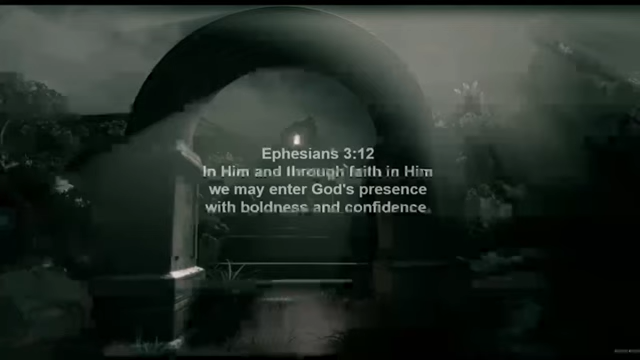 Ephesians 3:12
In Him and through faith in Him
we may enter God's presence
with boldness and confidence.